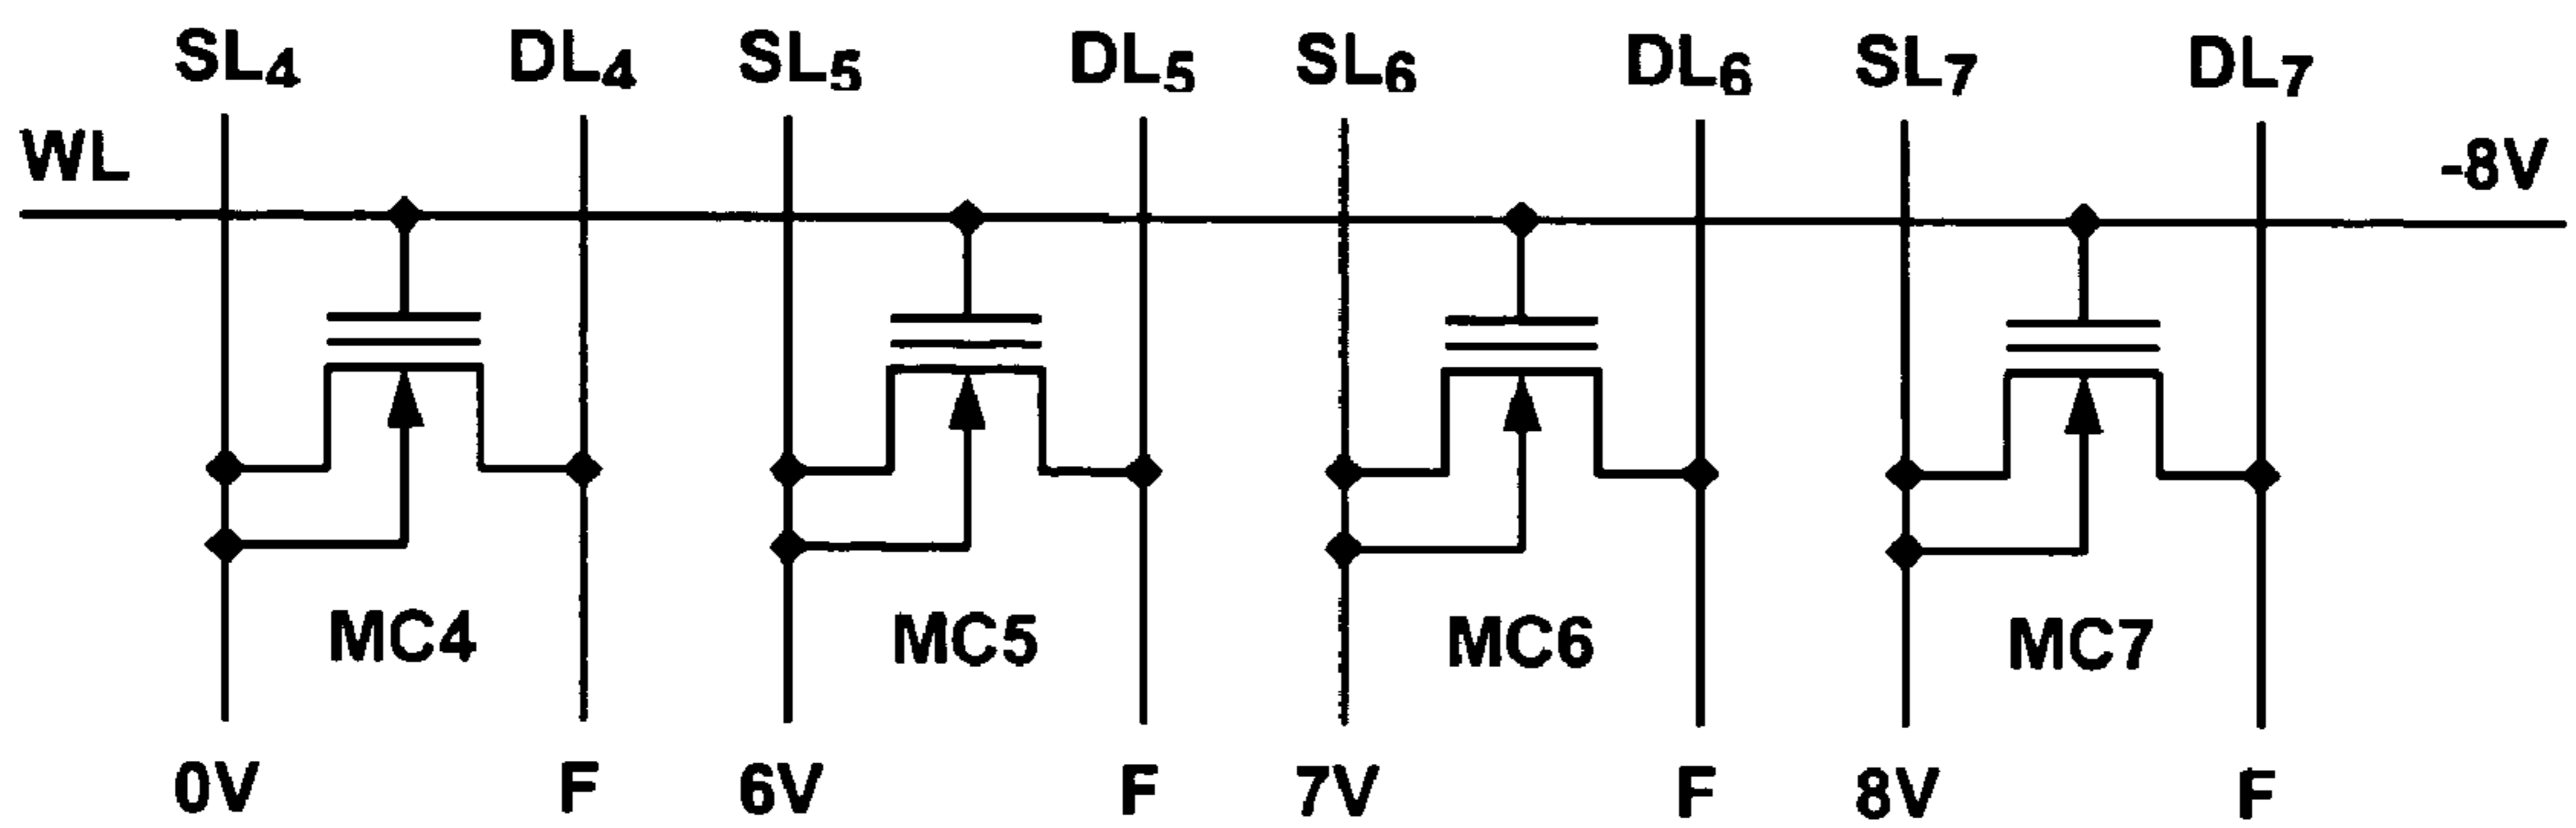 SL4 DL4 SL5 DL5 SL6 DL6 SL7 DL7
WL -8V
MC4 MC5 MC6 MC7
0V F 6V F 7V F 8V F